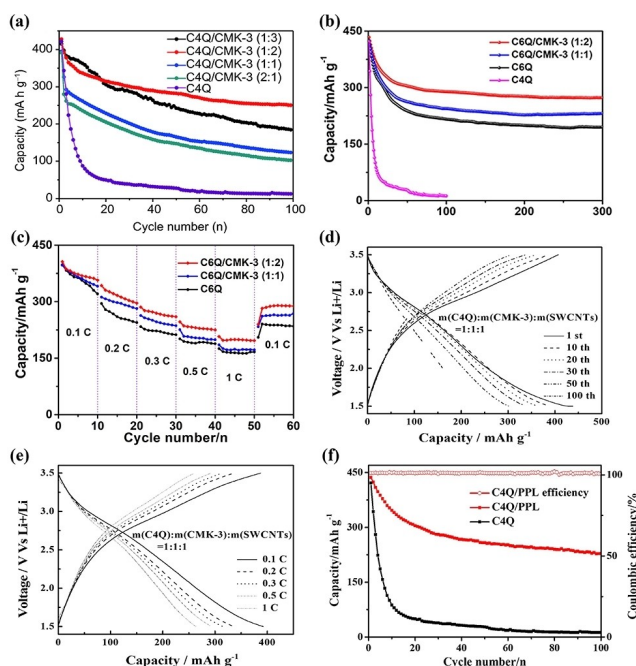 (a)
400
300
200
100
0
Capacity (mA h g⁻¹)
C4Q/CMK-3 (1:3)
C4Q/CMK-3 (1:2)
C4Q/CMK-3 (1:1)
C4Q/CMK-3 (2:1)
C4Q
0 20 40 60 80 100
Cycle number (n)
(b)
450
300
150
0
Capacity/mAh g⁻¹
C6Q/CMK-3 (1:2)
C6Q/CMK-3 (1:1)
C6Q
C4Q
0 100 200 300
Cycle number (n)
(c)
450
300
150
0
Capacity/mAh g⁻¹
C6Q/CMK-3 (1:2)
C6Q/CMK-3 (1:1)
C6Q
0.1 C
0.2 C
0.3 C
0.5 C
1 C
0.1 C
0 10 20 30 40 50 60
Cycle number/n
(d)
3.5
3.0
2.5
2.0
1.5
Voltage / V Vs Li+/Li
m(C4Q):m(CMK-3):m(SWCNTs)
=1:1:1
1 st
10 th
20 th
30 th
50 th
100 th
0 100 200 300 400 500
Capacity / mAh g⁻¹
(e)
3.5
3.0
2.5
2.0
1.5
Voltage / V Vs Li+/Li
m(C4Q):m(CMK-3):m(SWCNTs)
=1:1:1
0.1 C
0.2 C
0.3 C
0.5 C
1 C
0 100 200 300 400
Capacity / mAh g⁻¹
(f)
450
300
150
0
Capacity/mAh g⁻¹
C4Q/PPL efficiency
C4Q/PPL
C4Q
100
50
0
Coulombic efficiency/%
0 20 40 60 80 100
Cycle number/n